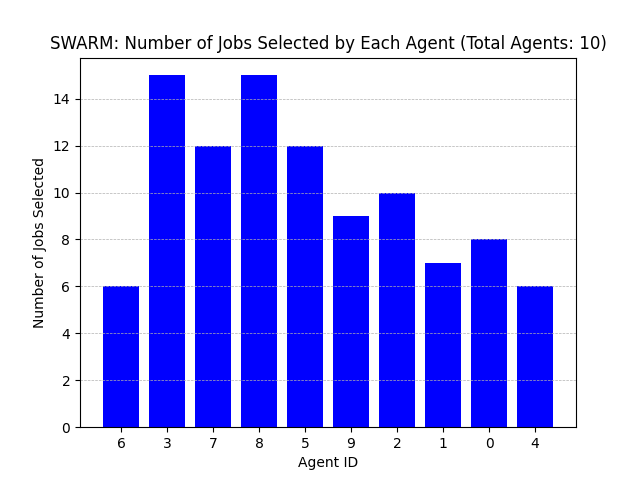 SWARM: Number of Jobs Selected by Each Agent (Total Agents: 10)
Number of Jobs Selected
14
12
10
8
6
4
2
0
6 3 7 8 5 9 2 1 0 4
Agent ID